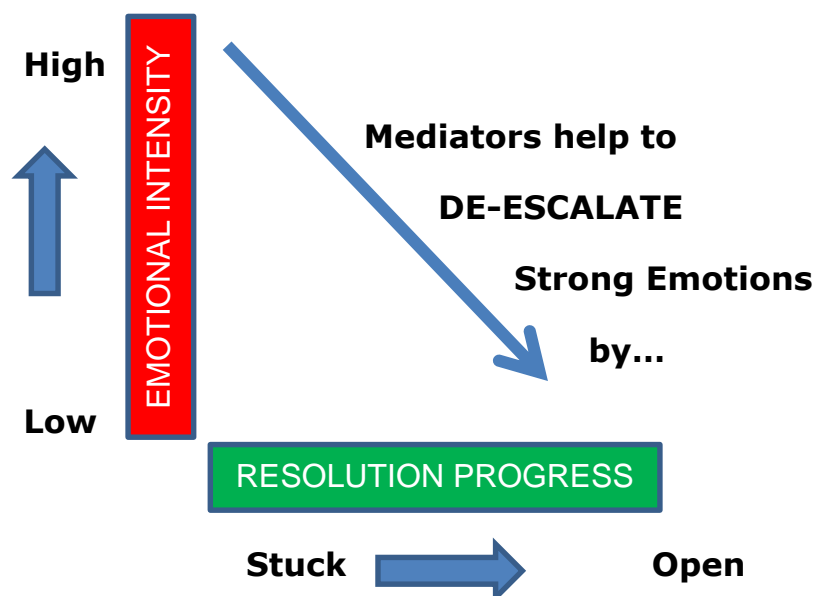 High
EMOTIONAL INTENSITY
Mediators help to
DE-ESCALATE
Strong Emotions
by...
Low
RESOLUTION PROGRESS
Stuck
Open